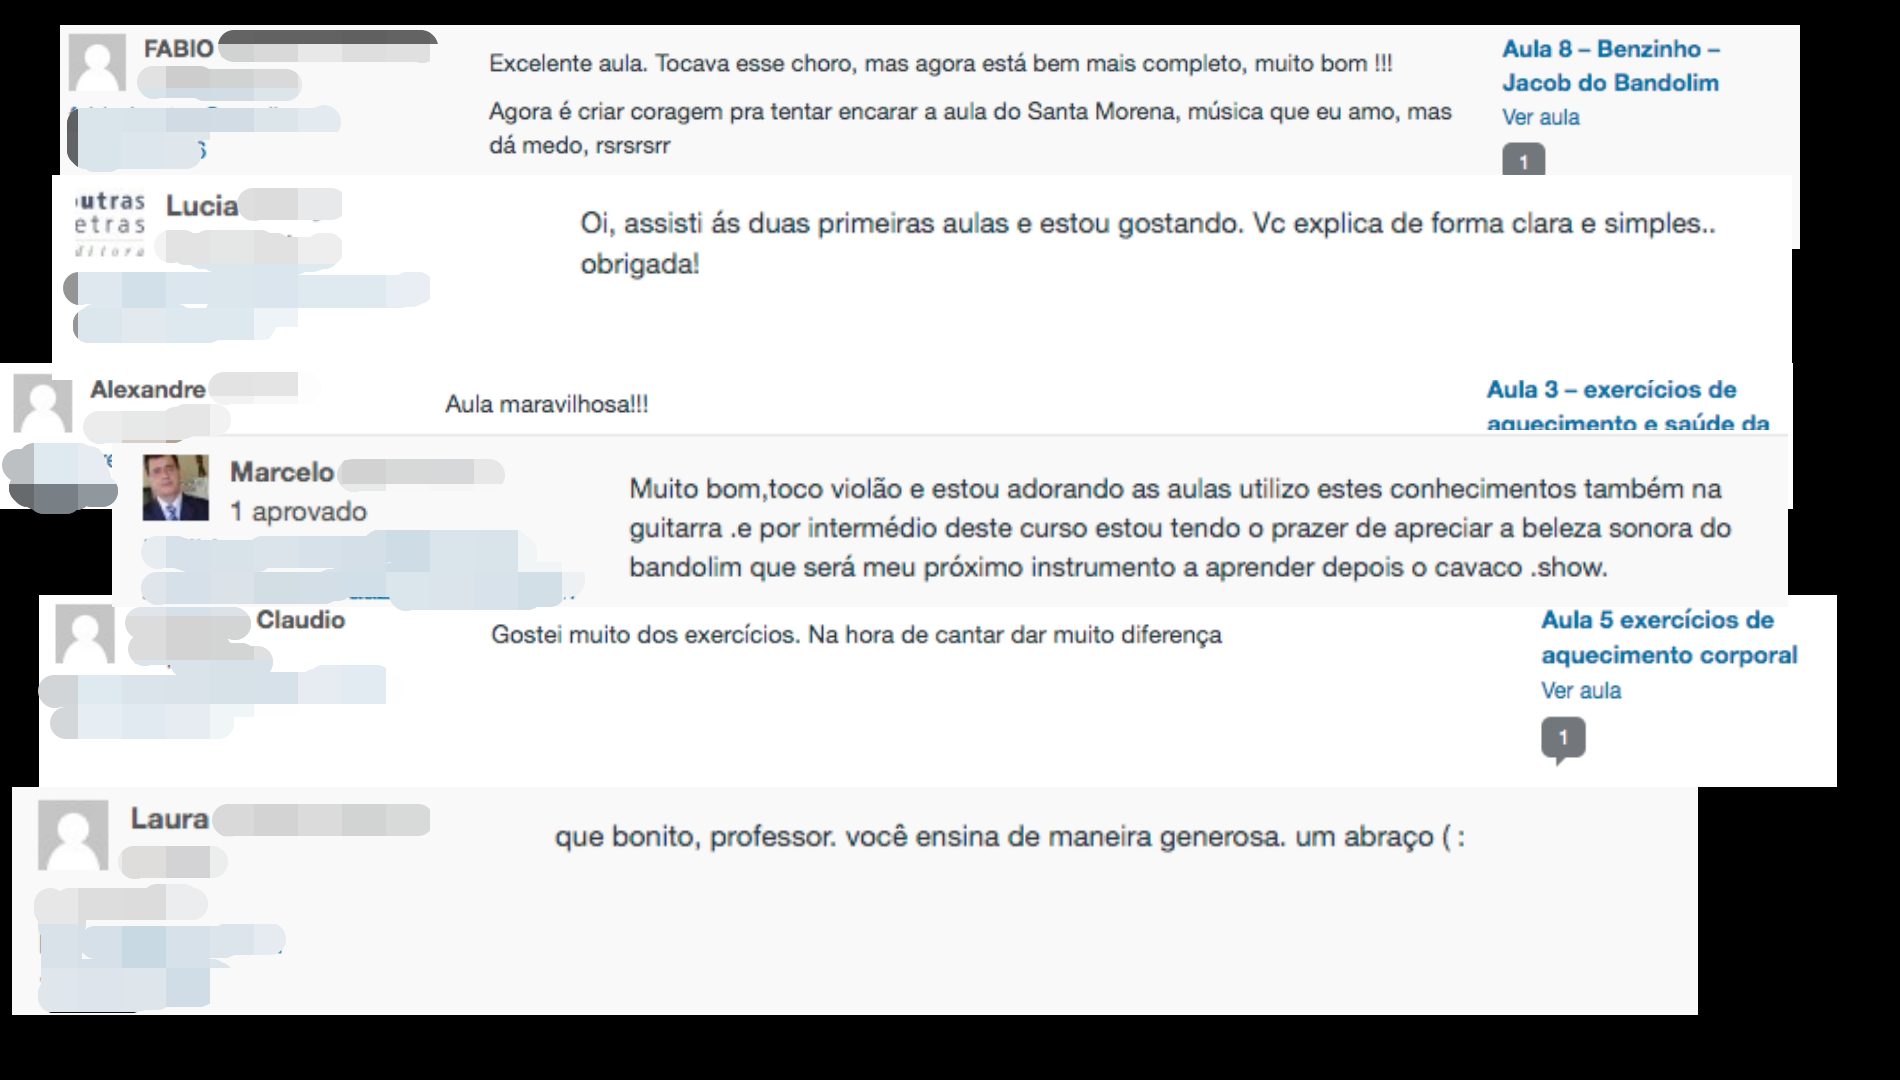 FABIO
Excelente aula. Tocava esse choro, mas agora está bem mais completo, muito bom !!!
Agora é criar coragem pra tentar encarar a aula do Santa Morena, música que eu amo, mas
dá medo, rsrsrsrr
Aula 8 – Benzinho –
Jacob do Bandolim
Ver aula
1
utras
etras
ditora
Lucia
Oi, assisti ás duas primeiras aulas e estou gostando. Vc explica de forma clara e simples..
obrigada!
Alexandre
Aula maravilhosa!!!
Aula 3 – exercícios de
aquecimento e saúde da
Marcelo
1 aprovado
Muito bom,toco violão e estou adorando as aulas utilizo estes conhecimentos também na
guitarra .e por intermédio deste curso estou tendo o prazer de apreciar a beleza sonora do
bandolim que será meu próximo instrumento a aprender depois o cavaco .show.
Claudio
Gostei muito dos exercícios. Na hora de cantar dar muito diferença
Aula 5 exercícios de
aquecimento corporal
Ver aula
1
Laura
que bonito, professor. você ensina de maneira generosa. um abraço ( :